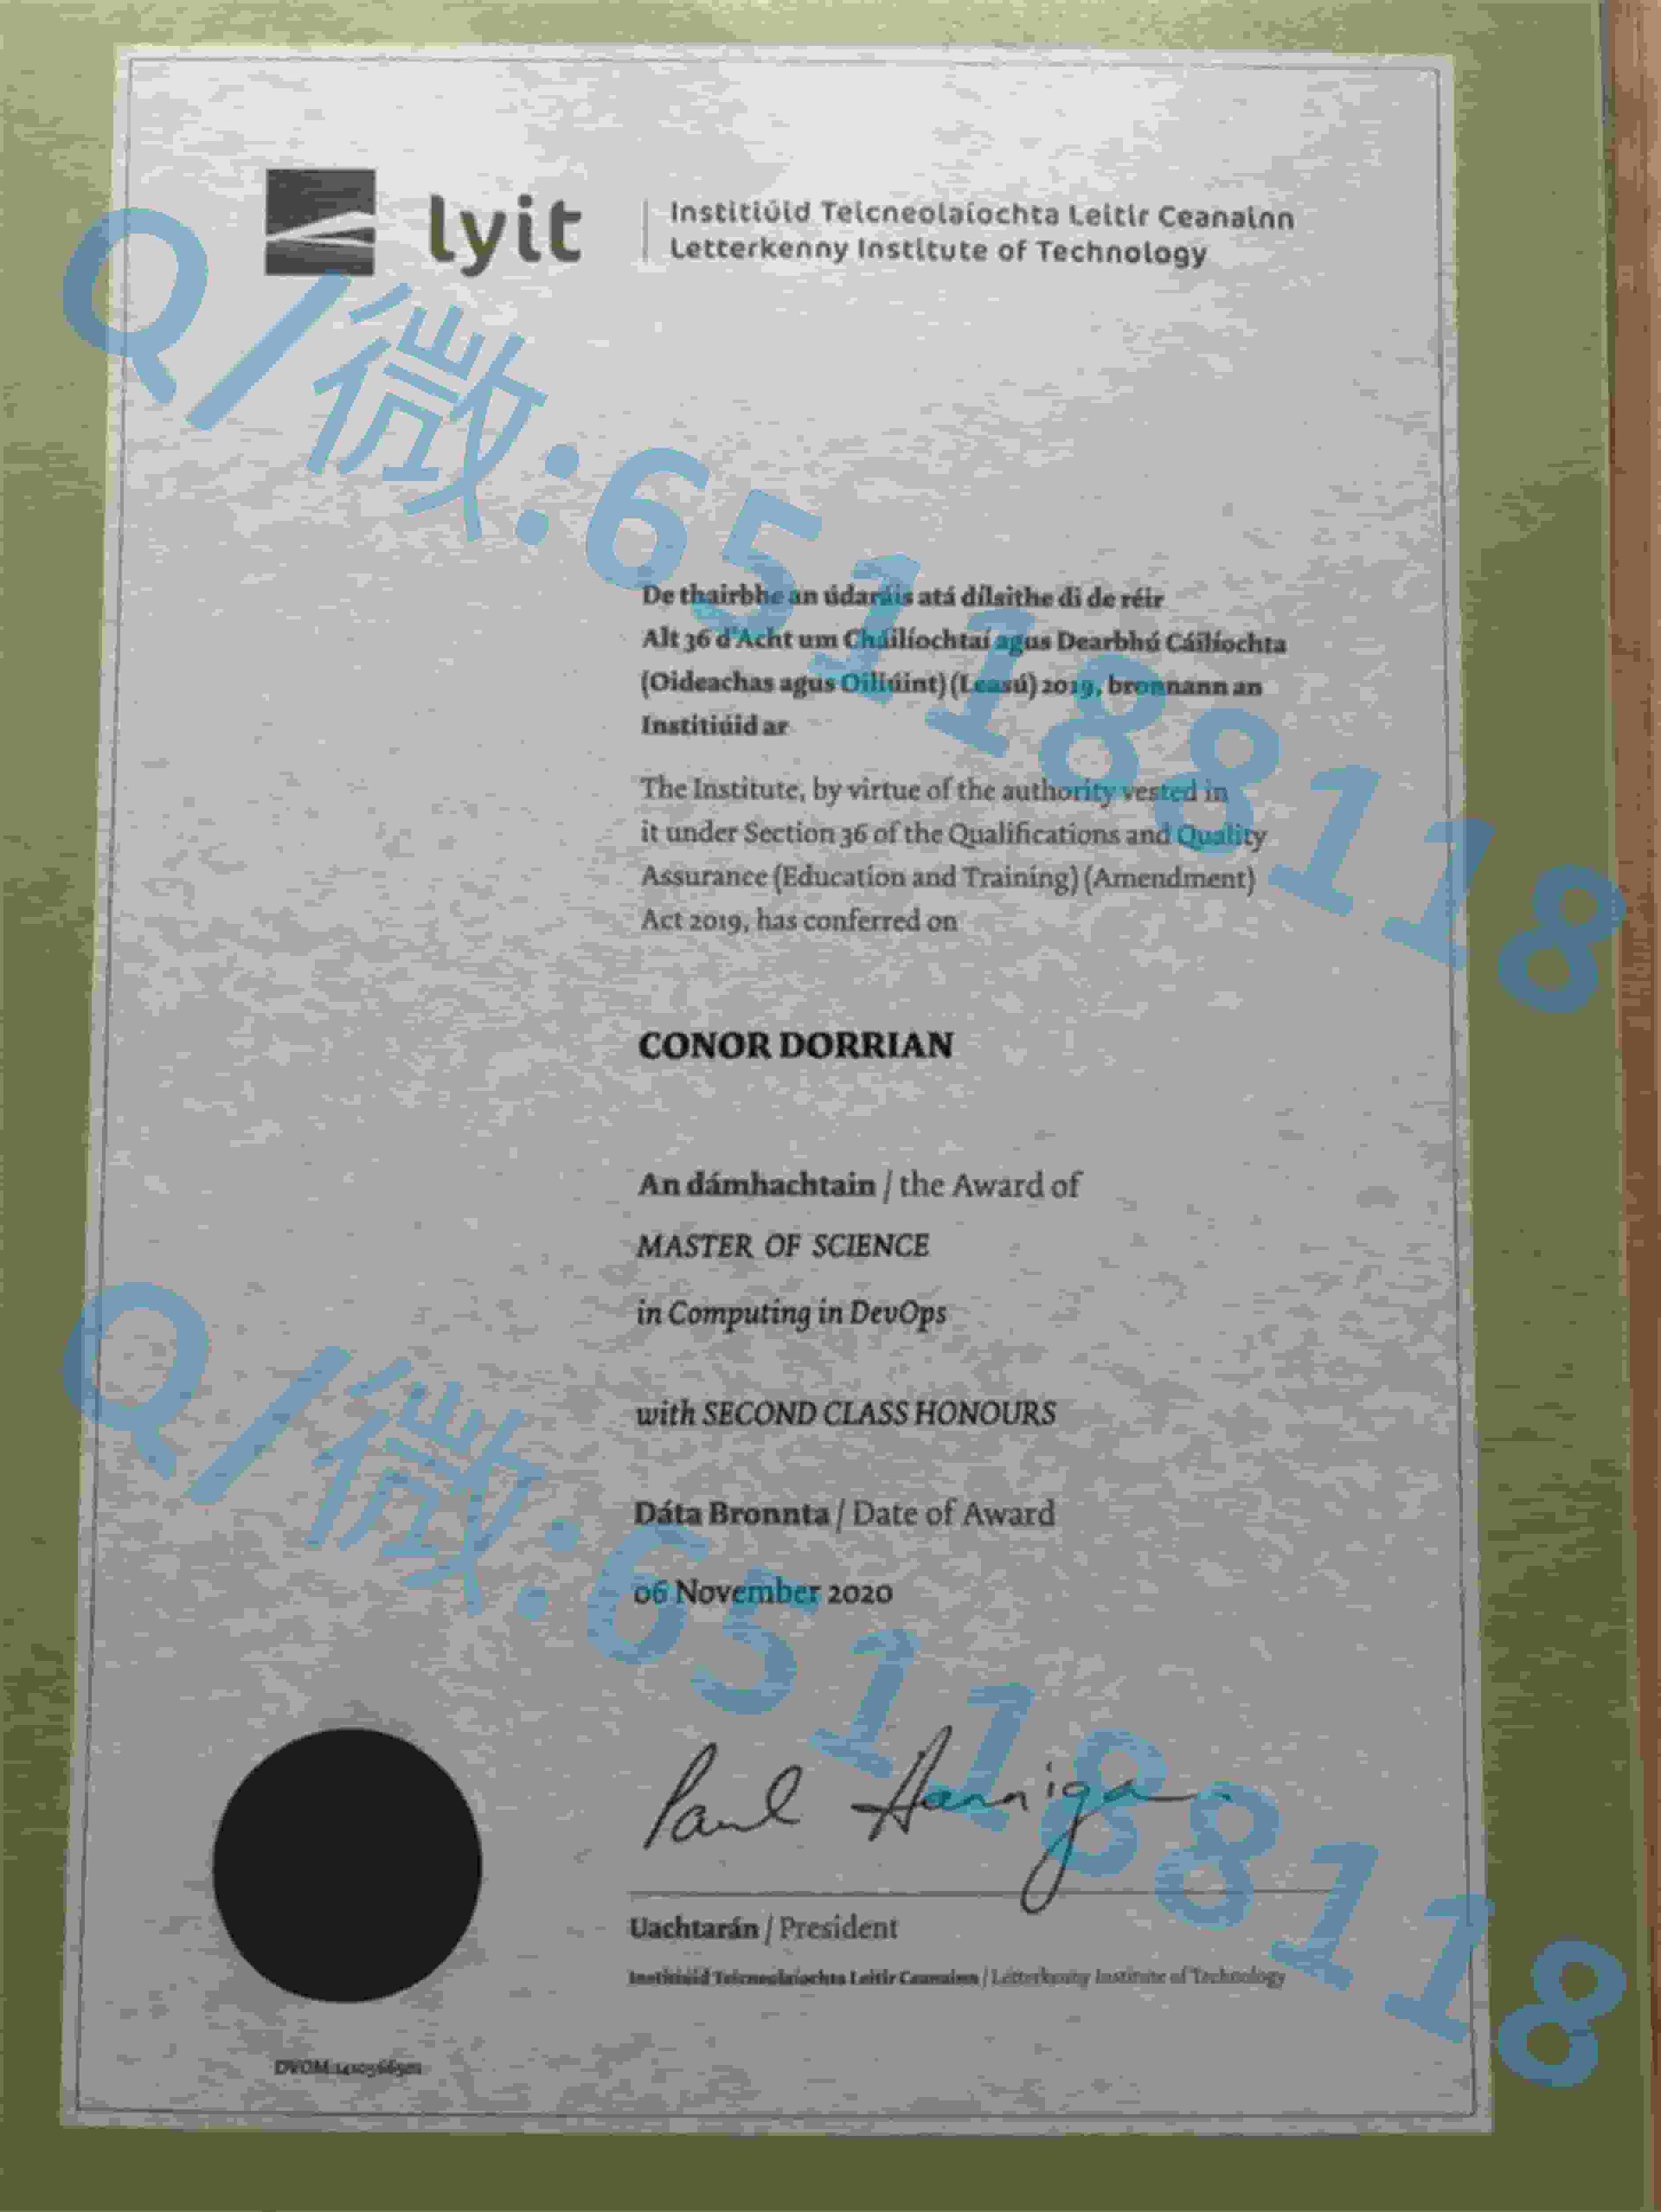 lyit
Institiúid Teicneolaíochta Leitir Ceanainn
Letterkenny Institute of Technology
Q/微:6511881118
De thairbhe an údaráis atá dílsithe di de réir
Alt 36 d'Acht um Cháilíochtaí agus Dearbhú Cáilíochta
(Oideachas agus Oiliúint) (Leasú) 2019, bronnann an
Institiúid ar
The Institute, by virtue of the authority vested in
it under Section 36 of the Qualifications and Quality
Assurance (Education and Training) (Amendment)
Act 2019, has conferred on
CONOR DORRIAN
An dámhachtain / the Award of
MASTER OF SCIENCE
in Computing in DevOps
with SECOND CLASS HONOURS
Dáta Bronnta / Date of Award
06 November 2020
Q/微:6511881118
Paul Hannigan
Uachtarán / President
Institiúid Teicneolaíochta Leitir Ceanainn / Letterkenny Institute of Technology